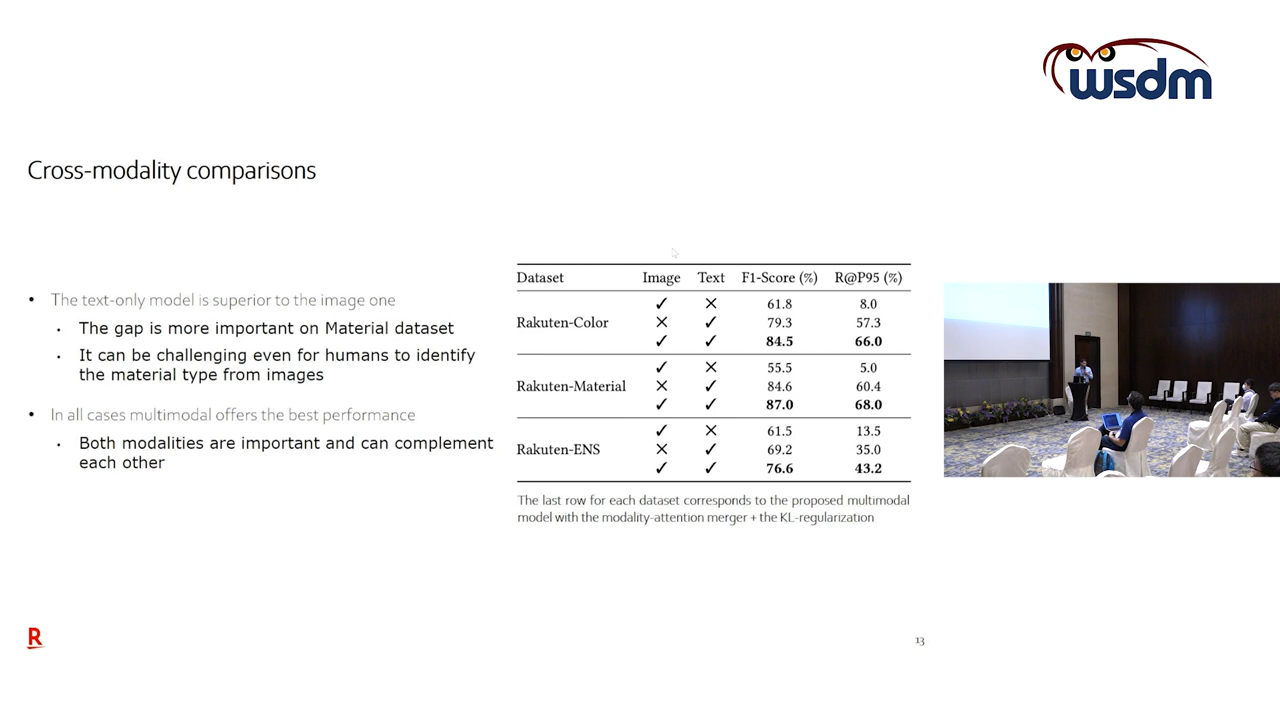 wsdm
Cross-modality comparisons
• The text-only model is superior to the image one
• The gap is more important on Material dataset
• It can be challenging even for humans to identify
the material type from images
• In all cases multimodal offers the best performance
• Both modalities are important and can complement
each other
Dataset Image Text F1-Score (%) R@P95 (%)
✓ ✕ 61.8 8.0
Rakuten-Color ✕ ✓ 79.3 57.3
✓ ✓ 84.5 66.0
✓ ✕ 55.5 5.0
Rakuten-Material ✕ ✓ 84.6 60.4
✓ ✓ 87.0 68.0
✓ ✕ 61.5 13.5
Rakuten-ENS ✕ ✓ 69.2 35.0
✓ ✓ 76.6 43.2
The last row for each dataset corresponds to the proposed multimodal
model with the modality-attention merger + the KL-regularization
R
13